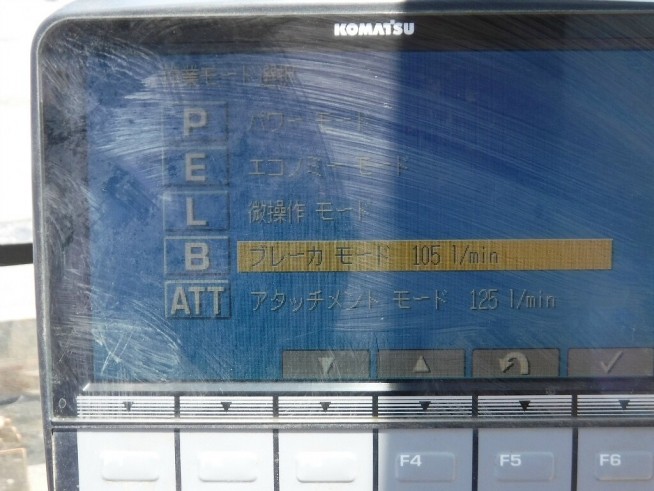 KOMATSU
作業モード選択
P パワーモード
E エコノミーモード
L 微操作モード
B ブレーカモード 105 l/min
ATT アタッチメントモード 125 l/min
F4 F5 F6